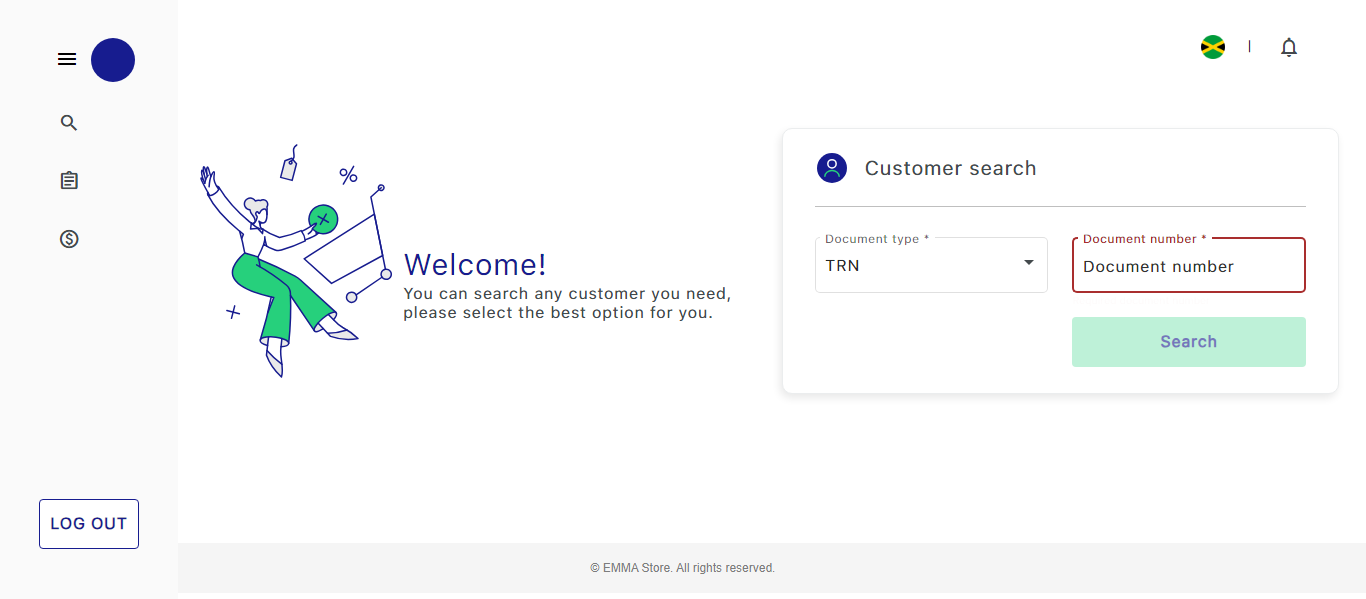 Customer search
Document type *
TRN
Document number *
Document number
Search
Welcome!
You can search any customer you need,
please select the best option for you.
LOG OUT
© EMMA Store. All rights reserved.